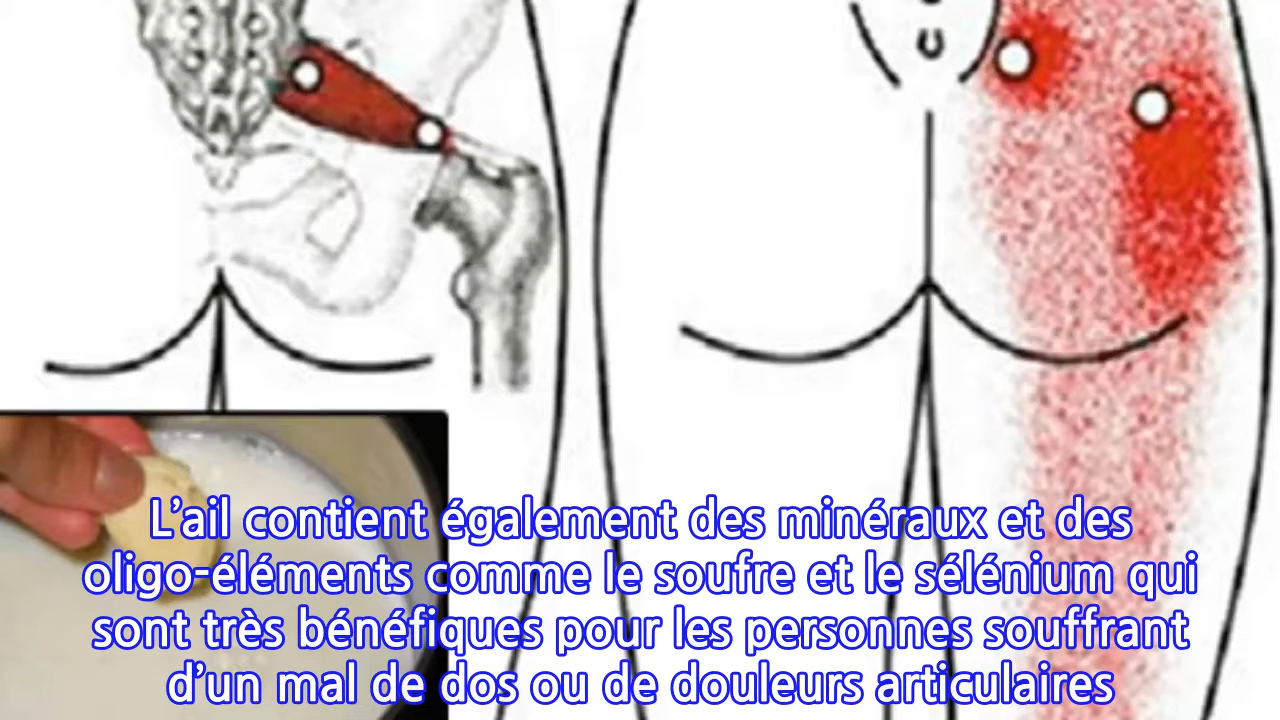 L’ail contient également des minéraux et des
oligo-éléments comme le soufre et le sélénium qui
sont très bénéfiques pour les personnes souffrant
d’un mal de dos ou de douleurs articulaires